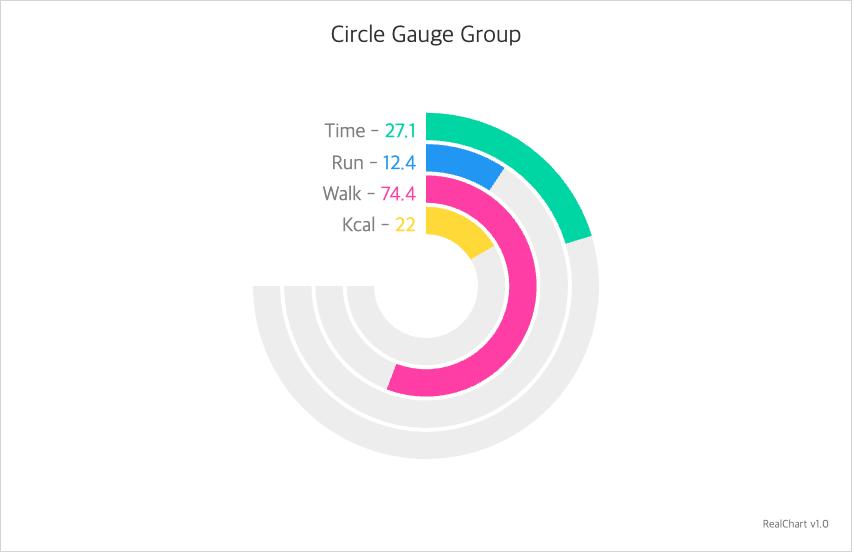 Circle Gauge Group
Time - 27.1
Run - 12.4
Walk - 74.4
Kcal - 22
RealChart v1.0